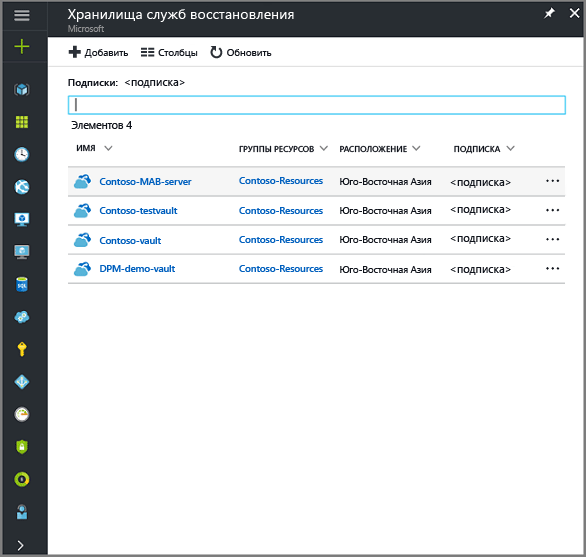 Хранилища служб восстановления
Microsoft
Добавить Столбцы Обновить
Подписки: <подписка>
Элементов 4
ИМЯ ГРУППЫ РЕСУРСОВ РАСПОЛОЖЕНИЕ ПОДПИСКА
Contoso-MAB-server Contoso-Resources Юго-Восточная Азия <подписка> ...
Contoso-testvault Contoso-Resources Юго-Восточная Азия <подписка> ...
Contoso-vault Contoso-Resources Юго-Восточная Азия <подписка> ...
DPM-demo-vault Contoso-Resources Юго-Восточная Азия <подписка> ...
SQL